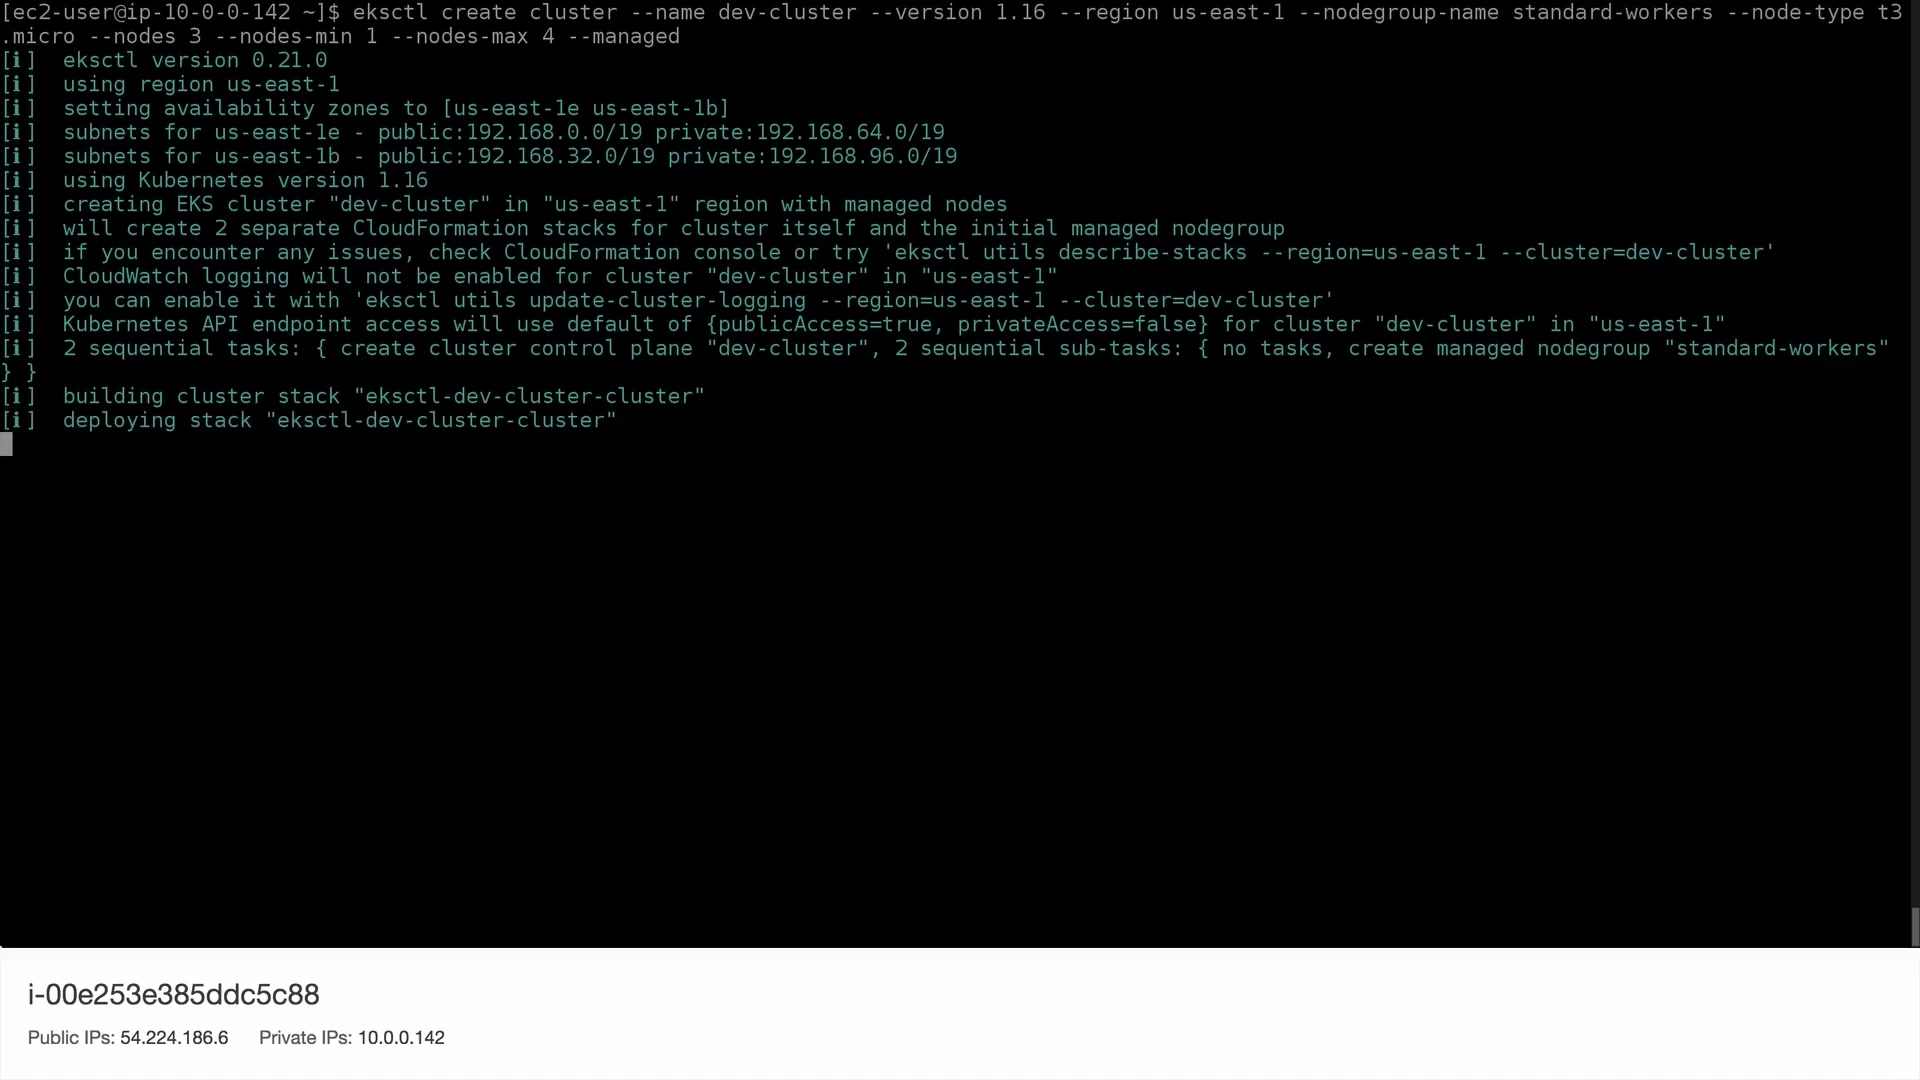 [ec2-user@ip-10-0-0-142 ~]$ eksctl create cluster --name dev-cluster --version 1.16 --region us-east-1 --nodegroup-name standard-workers --node-type t3
.micro --nodes 3 --nodes-min 1 --nodes-max 4 --managed
[ℹ]  eksctl version 0.21.0
[ℹ]  using region us-east-1
[ℹ]  setting availability zones to [us-east-1e us-east-1b]
[ℹ]  subnets for us-east-1e - public:192.168.0.0/19 private:192.168.64.0/19
[ℹ]  subnets for us-east-1b - public:192.168.32.0/19 private:192.168.96.0/19
[ℹ]  using Kubernetes version 1.16
[ℹ]  creating EKS cluster "dev-cluster" in "us-east-1" region with managed nodes
[ℹ]  will create 2 separate CloudFormation stacks for cluster itself and the initial managed nodegroup
[ℹ]  if you encounter any issues, check CloudFormation console or try 'eksctl utils describe-stacks --region=us-east-1 --cluster=dev-cluster'
[ℹ]  CloudWatch logging will not be enabled for cluster "dev-cluster" in "us-east-1"
[ℹ]  you can enable it with 'eksctl utils update-cluster-logging --region=us-east-1 --cluster=dev-cluster'
[ℹ]  Kubernetes API endpoint access will use default of {publicAccess=true, privateAccess=false} for cluster "dev-cluster" in "us-east-1"
[ℹ]  2 sequential tasks: { create cluster control plane "dev-cluster", 2 sequential sub-tasks: { no tasks, create managed nodegroup "standard-workers"
} }
[ℹ]  building cluster stack "eksctl-dev-cluster-cluster"
[ℹ]  deploying stack "eksctl-dev-cluster-cluster"
i-00e253e385ddc5c88
Public IPs: 54.224.186.6 Private IPs: 10.0.0.142